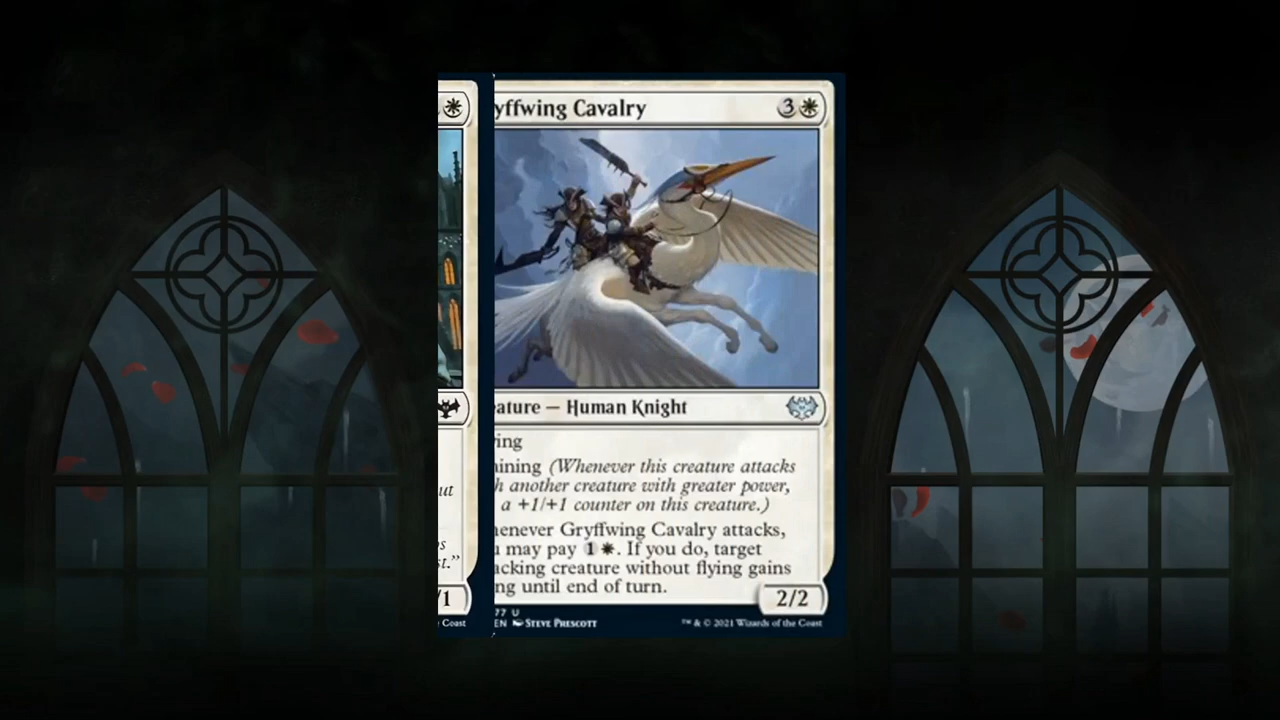 yffwing Cavalry 3
ature — Human Knight
ing
ining (Whenever this creature attacks
h another creature with greater power,
a +1/+1 counter on this creature.)
ut
henever Gryffwing Cavalry attacks,
u may pay 1 . If you do, target
acking creature without flying gains
ng until end of turn.
t.”
/1
2/2
77 U
EN Steve Prescott ™ & © 2021 Wizards of the Coast
Coast